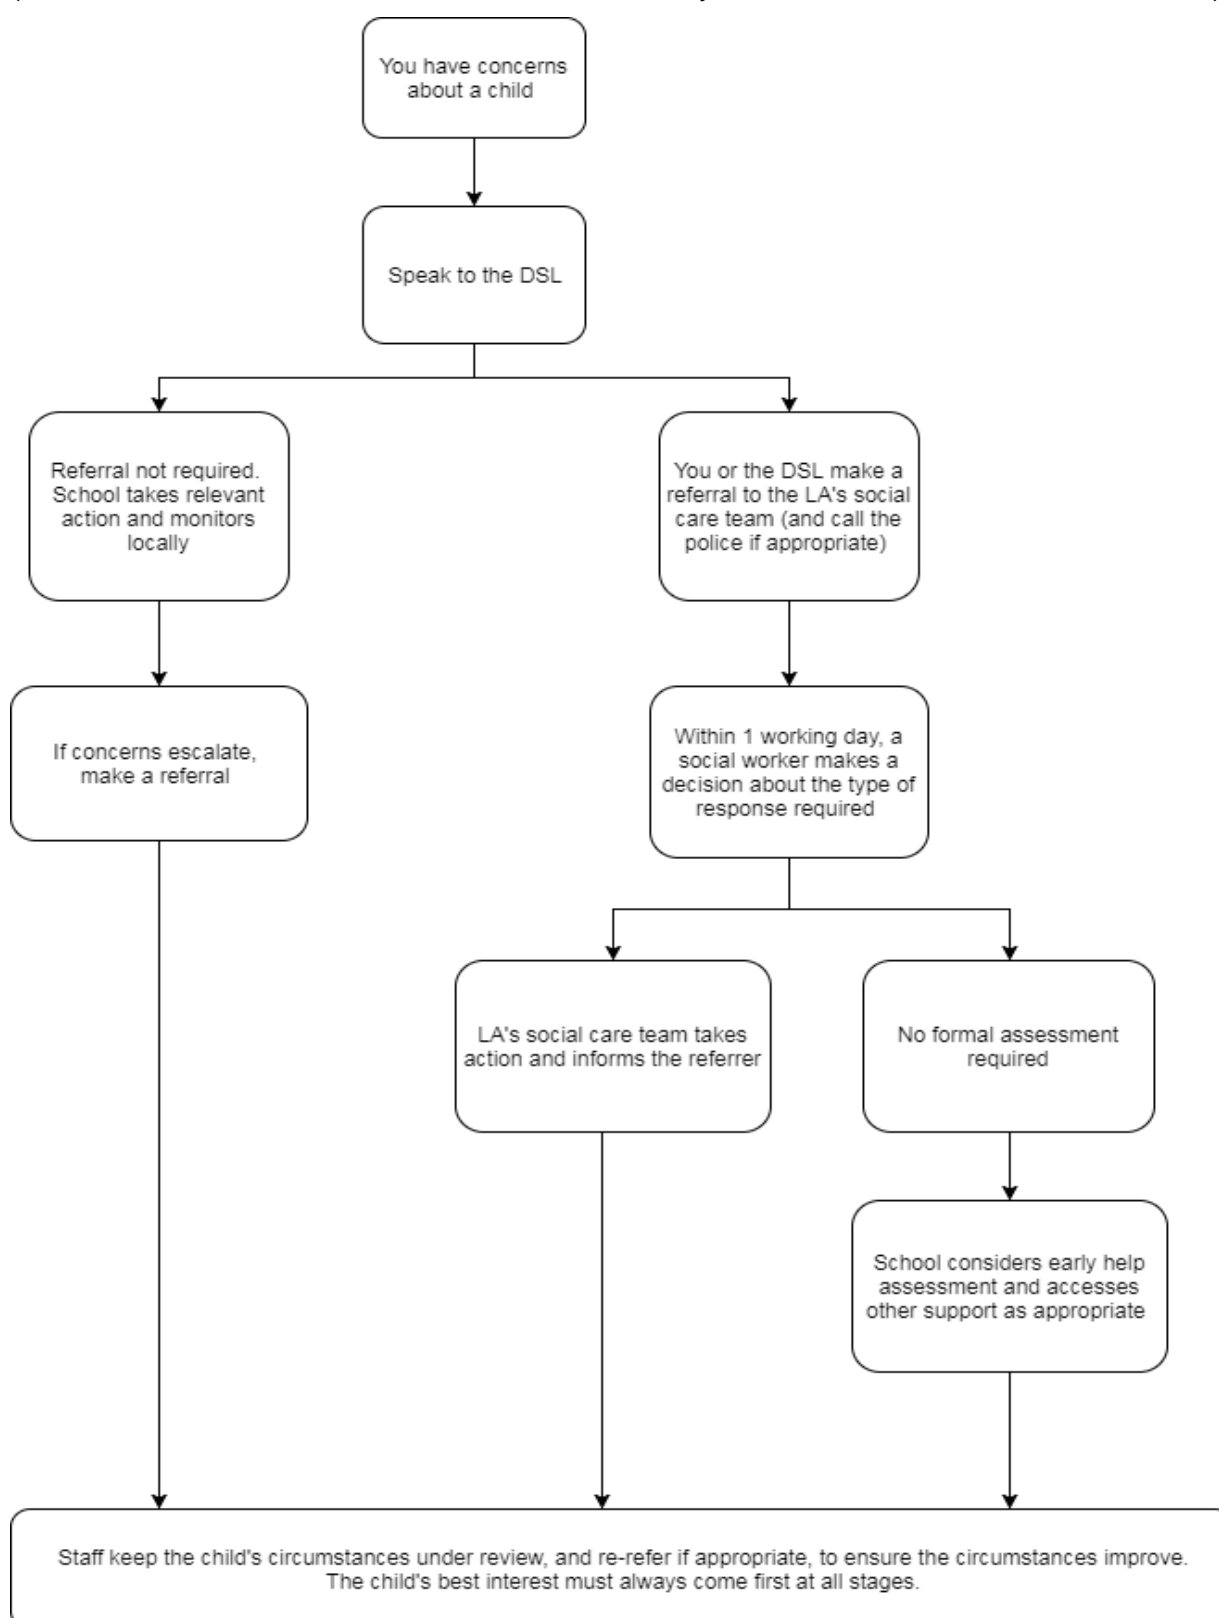 You have concerns
about a child
Speak to the DSL
Referral not required.
School takes relevant
action and monitors
locally
You or the DSL make a
referral to the LA's social
care team (and call the
police if appropriate)
If concerns escalate,
make a referral
Within 1 working day, a
social worker makes a
decision about the type of
response required
LA's social care team takes
action and informs the referrer
No formal assessment
required
School considers early help
assessment and accesses
other support as appropriate
Staff keep the child's circumstances under review, and re-refer if appropriate, to ensure the circumstances improve.
The child's best interest must always come first at all stages.